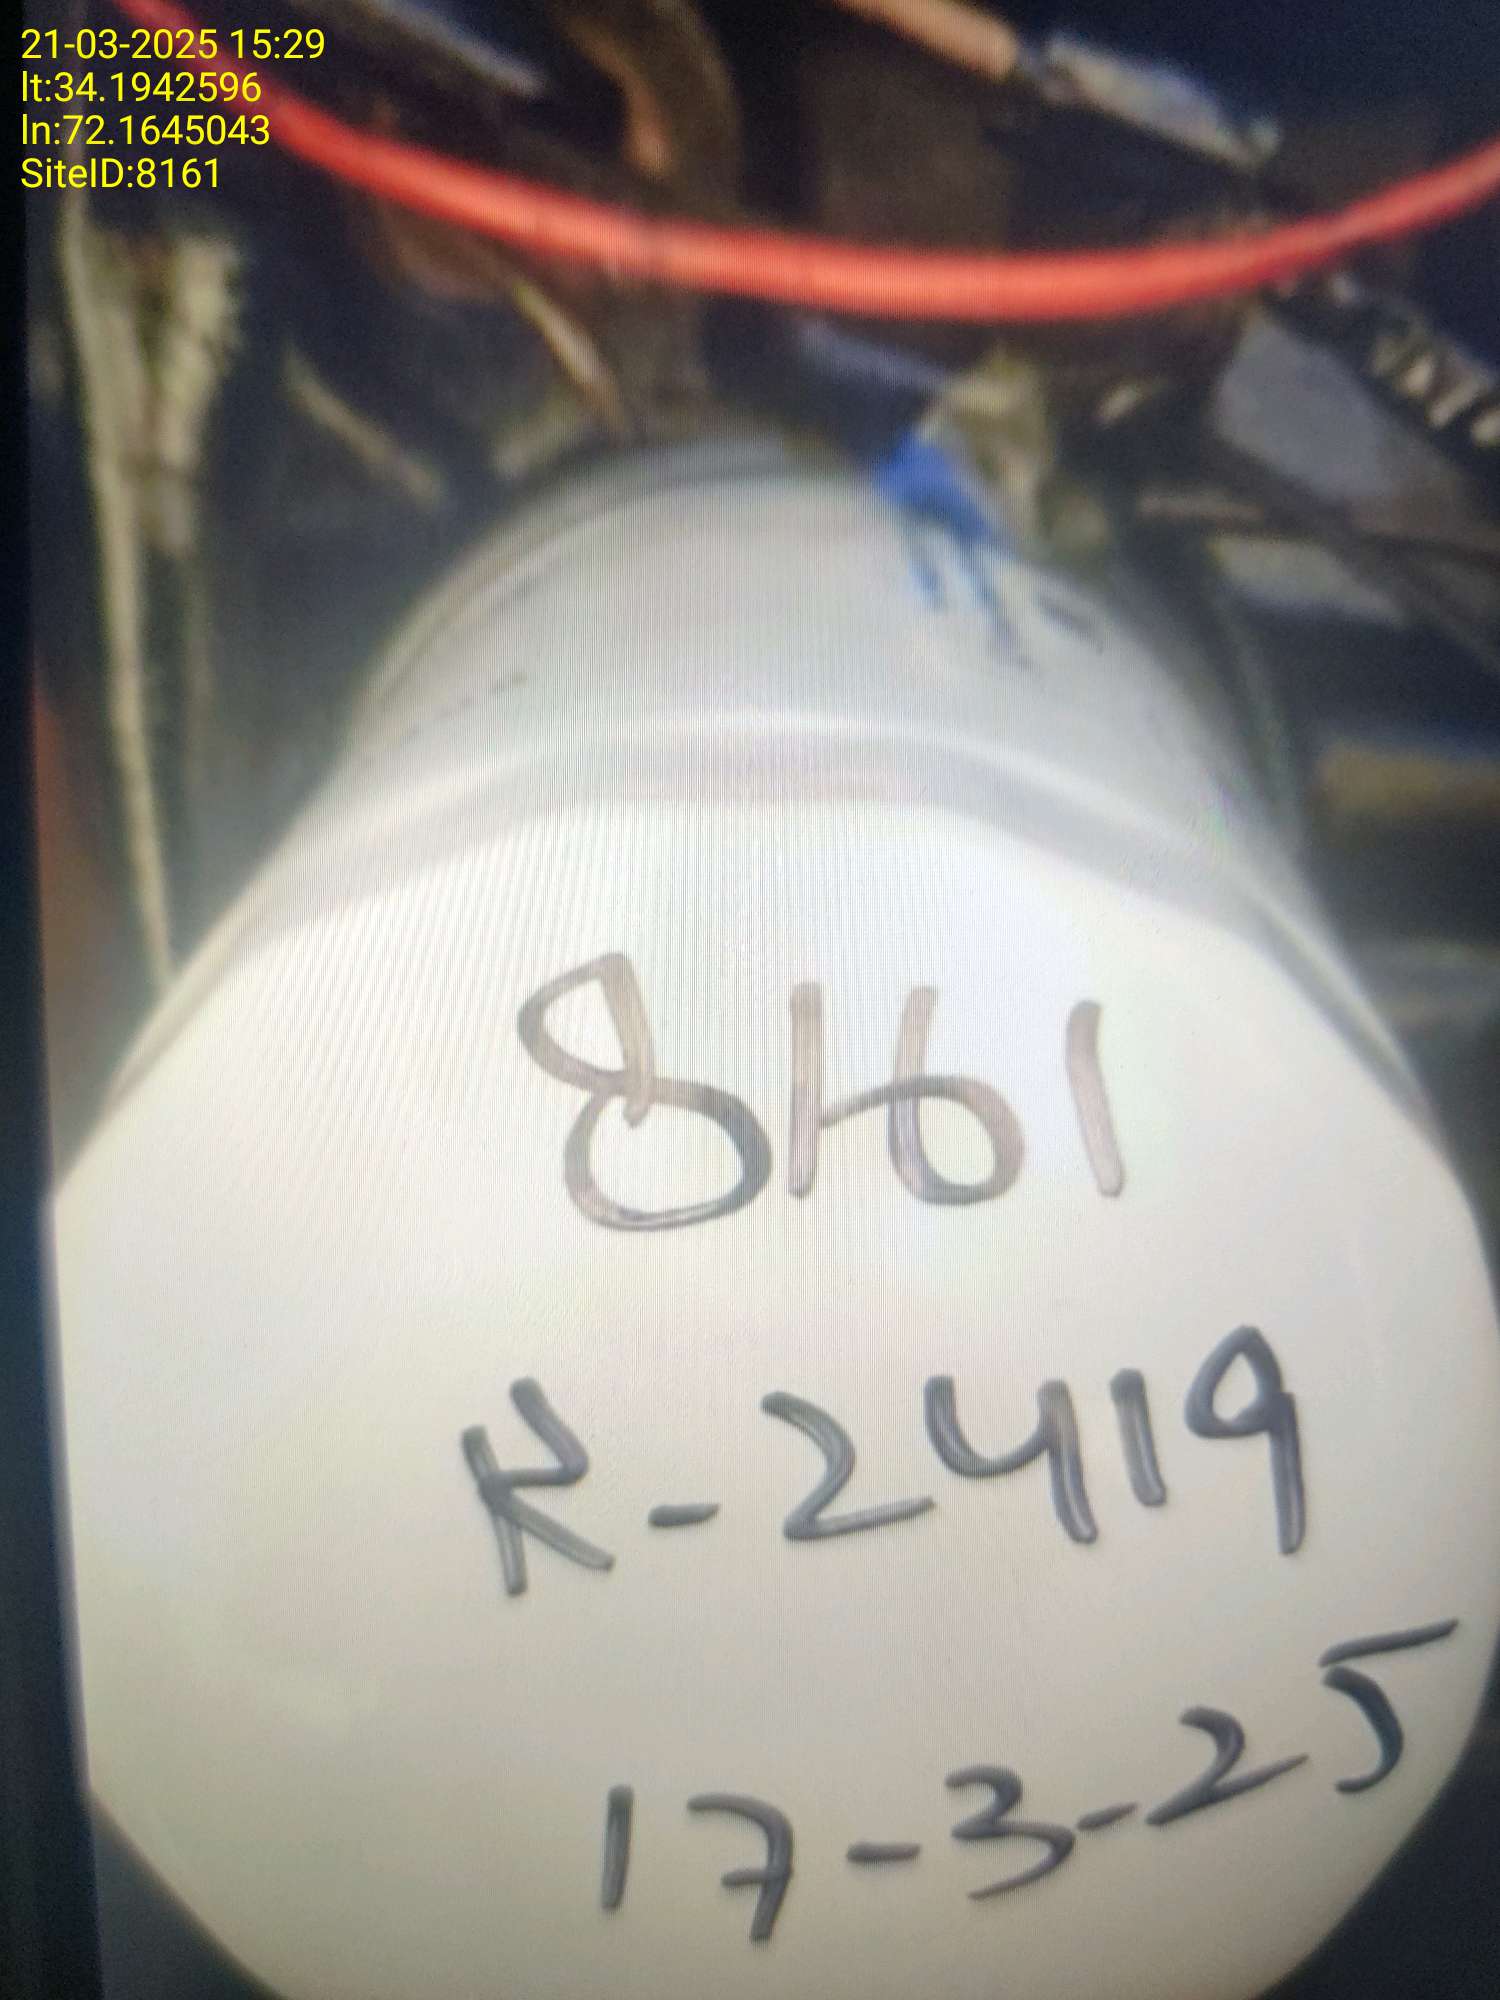 21-03-2025 15:29
lt:34.1942596
ln:72.1645043
SiteID:8161
8161
K-2419
17-3-25